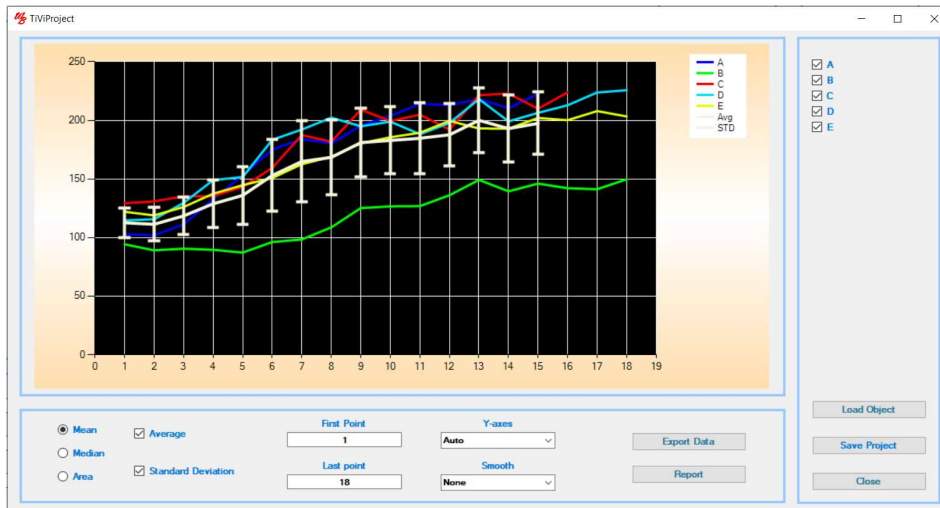 TiViProject
250
200
150
100
50
0
0 1 2 3 4 5 6 7 8 9 10 11 12 13 14 15 16 17 18 19
A
B
C
D
E
Avg
STD
A
B
C
D
E
Mean
Median
Area
Average
Standard Deviation
First Point
1
Last point
18
Y-axes
Auto
Smooth
None
Export Data
Report
Load Object
Save Project
Close